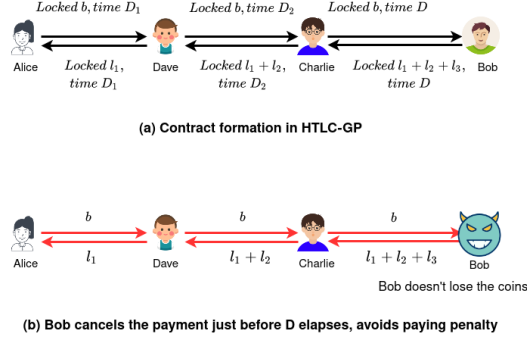 Locked b, time D₁ Locked b, time D₂ Locked b, time D
Alice Dave Charlie Bob
Locked l₁, Locked l₁ + l₂, Locked l₁ + l₂ + l₃,
time D₁ time D₂ time D
(a) Contract formation in HTLC-GP
b b b
Alice Dave Charlie Bob
l₁ l₁ + l₂ l₁ + l₂ + l₃
Bob doesn't lose the coins
(b) Bob cancels the payment just before D elapses, avoids paying penalty